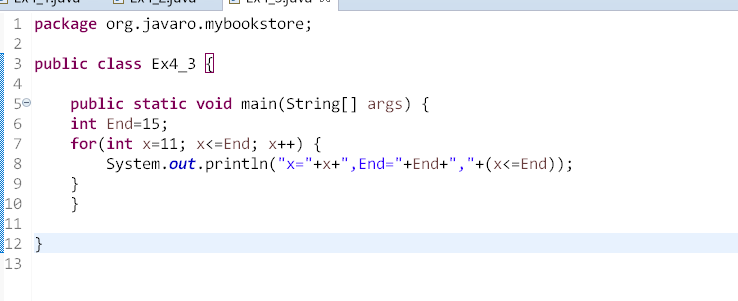 1 package org.javaro.mybookstore;
2
3 public class Ex4_3 {
4
5 public static void main(String[] args) {
6 int End=15;
7 for(int x=11; x<=End; x++) {
8 System.out.println("x="+x+",End="+End+","+(x<=End));
9 }
10 }
11
12 }
13